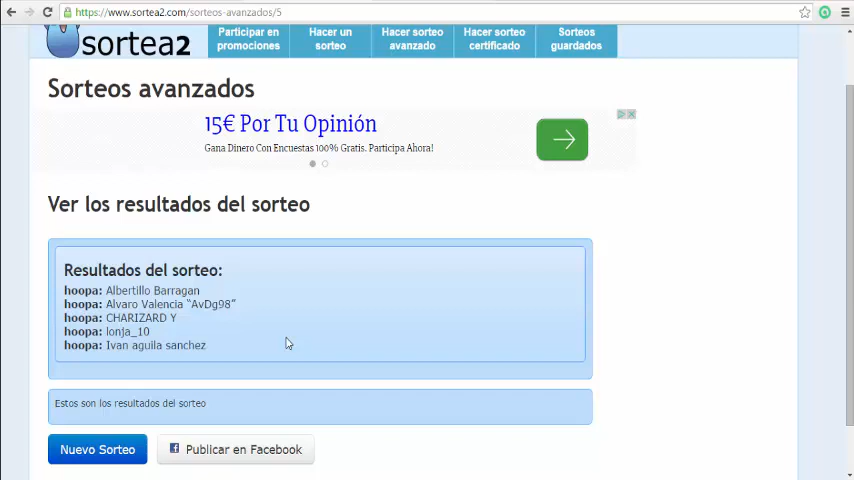 https://www.sortea2.com/sorteos-avanzados/5
sortea2
Participar en promociones
Hacer un sorteo
Hacer sorteo avanzado
Hacer sorteo certificado
Sorteos guardados
Sorteos avanzados
15€ Por Tu Opinión
Gana Dinero Con Encuestas 100% Gratis. Participa Ahora!
Ver los resultados del sorteo
Resultados del sorteo:
hoopa: Albertillo Barragan
hoopa: Alvaro Valencia “AvDg98”
hoopa: CHARIZARD Y
hoopa: lonja_10
hoopa: Ivan aguila sanchez
Estos son los resultados del sorteo
Nuevo Sorteo
Publicar en Facebook